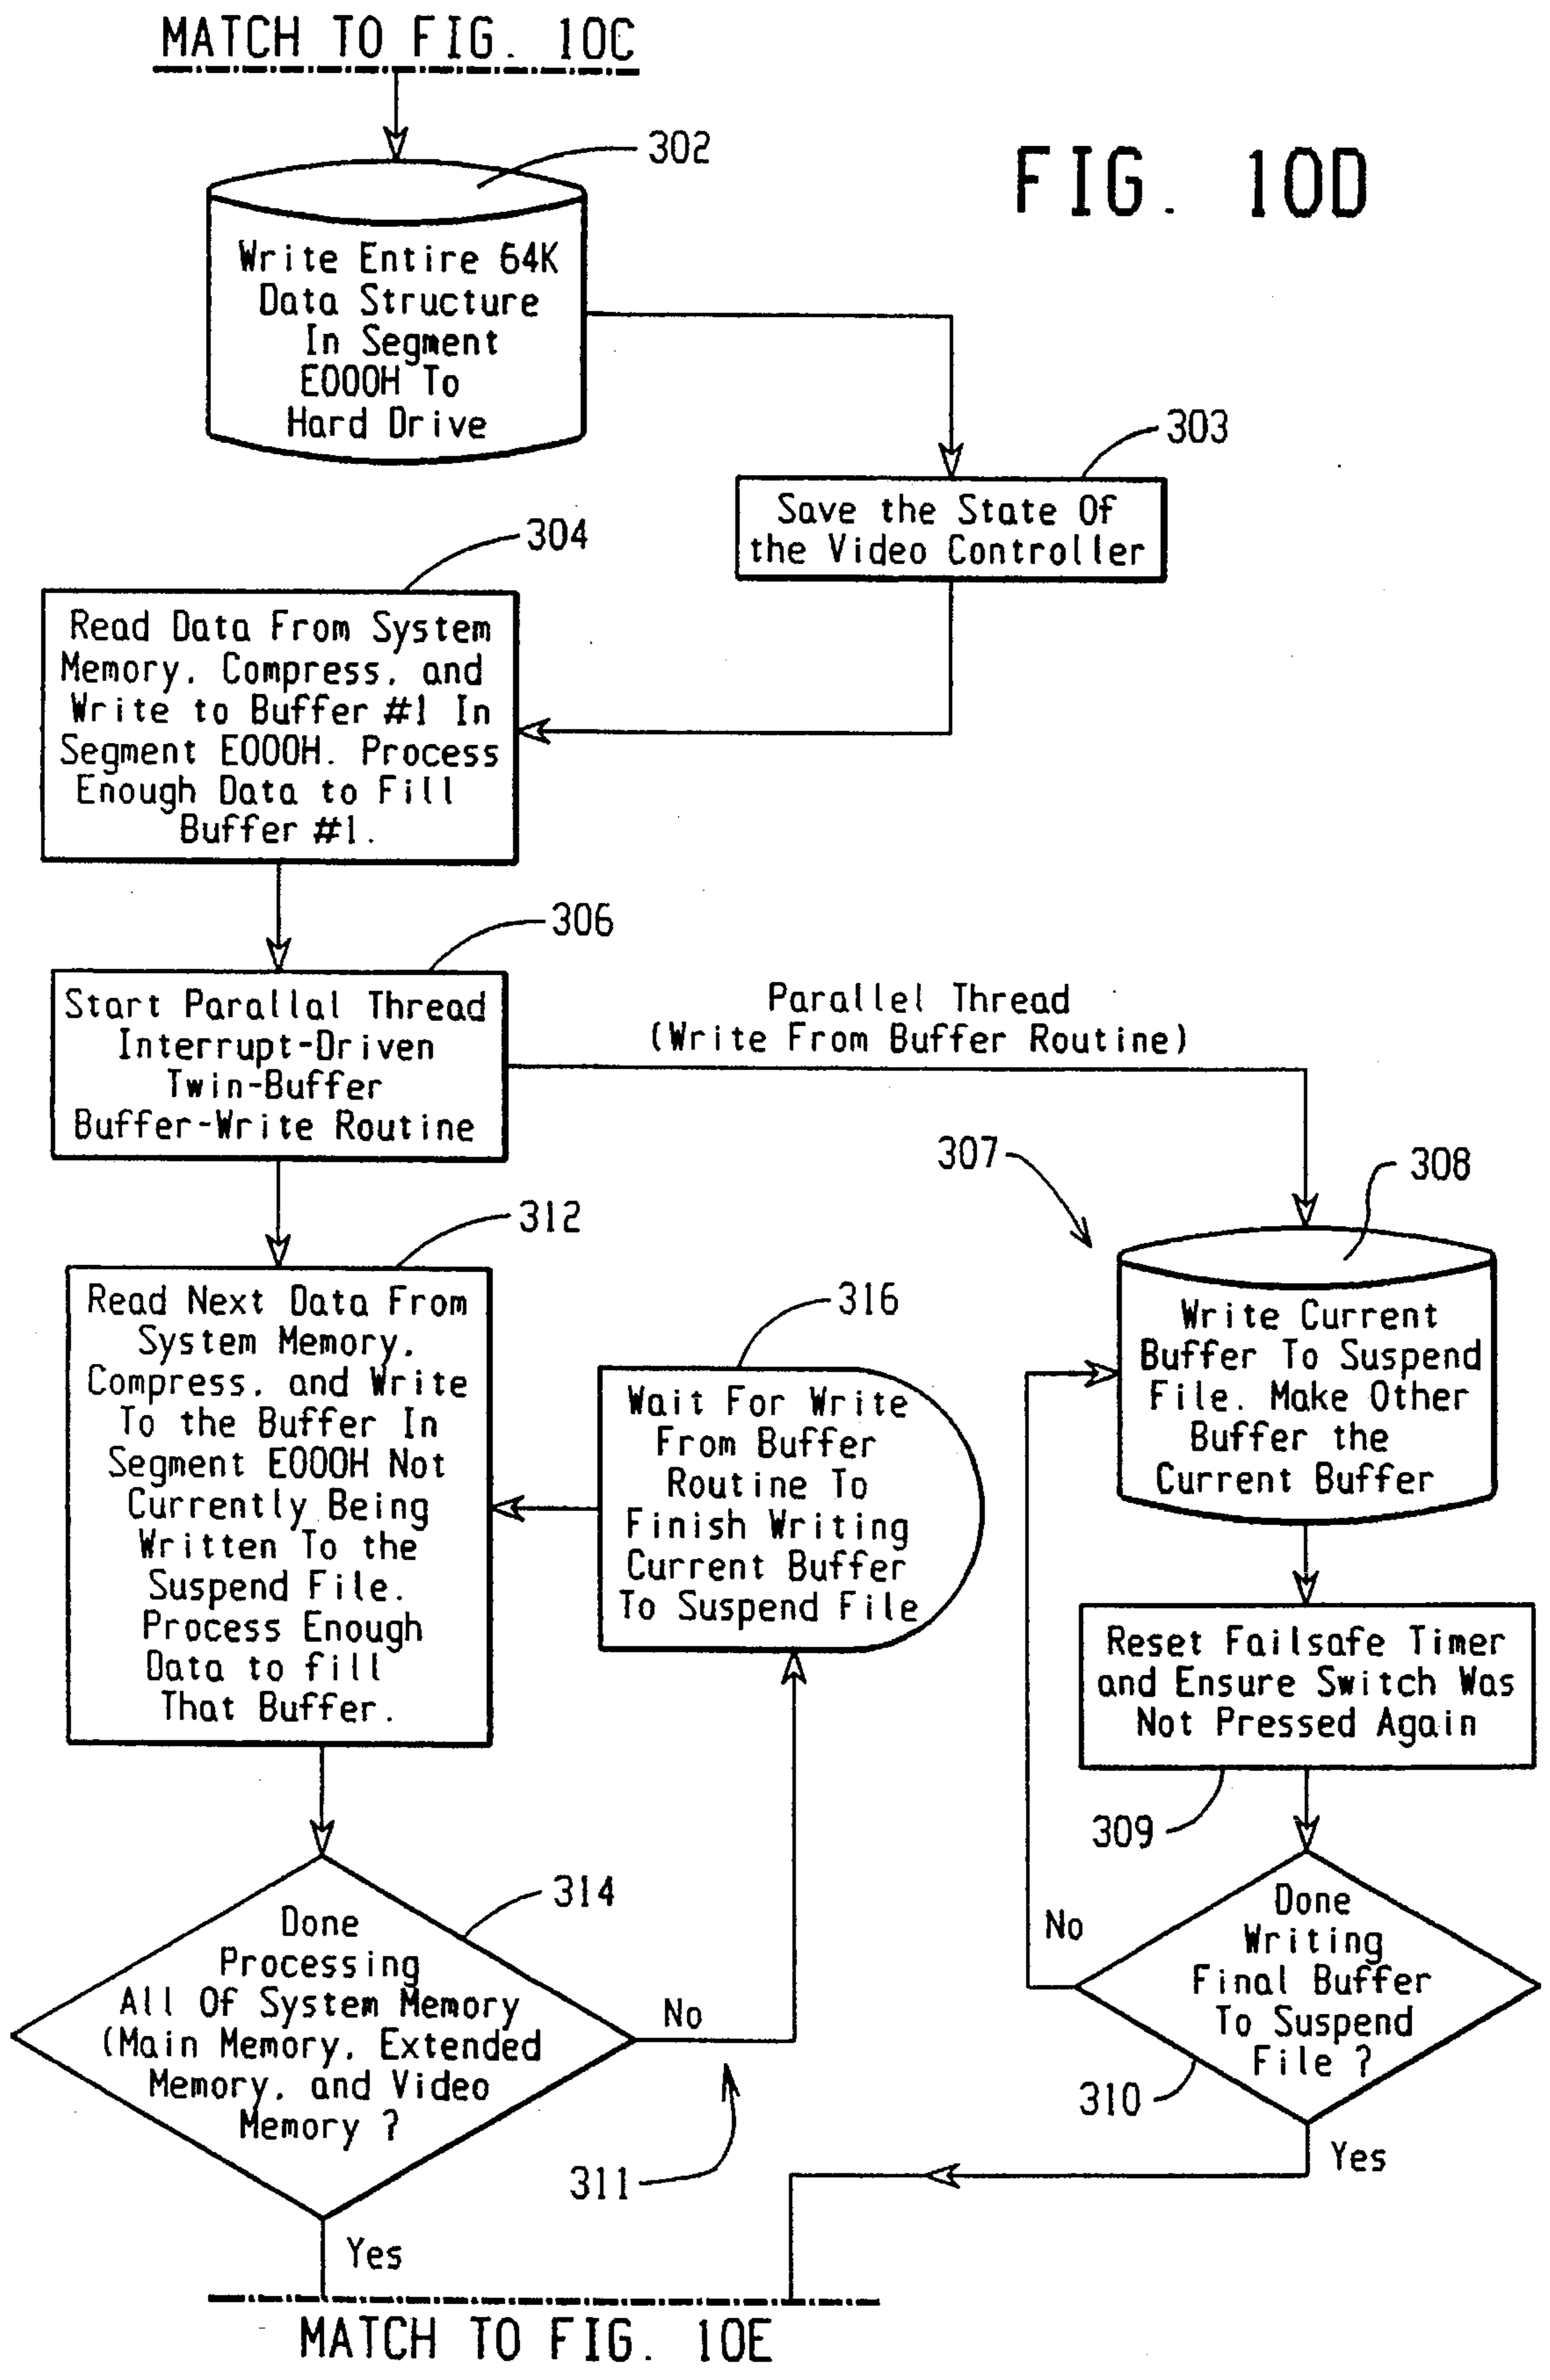 MATCH TO FIG. 10C
FIG. 10D
302
Write Entire 64K
Data Structure
In Segment
E000H To
Hard Drive
303
Save the State Of
the Video Controller
304
Read Data From System
Memory, Compress, and
Write to Buffer #1 In
Segment E000H. Process
Enough Data to Fill
Buffer #1.
306
Start Parallal Thread
Interrupt-Driven
Twin-Buffer
Buffer-Write Routine
Parallel Thread
(Write From Buffer Routine)
307
308
Write Current
Buffer To Suspend
File. Make Other
Buffer the
Current Buffer
312
Read Next Data From
System Memory,
Compress, and Write
To the Buffer In
Segment E000H Not
Currently Being
Written To the
Suspend File.
Process Enough
Data to fill
That Buffer.
316
Wait For Write
From Buffer
Routine To
Finish Writing
Current Buffer
To Suspend File
Reset Failsafe Timer
and Ensure Switch Was
Not Pressed Again
309
314
Done
Processing
All Of System Memory
(Main Memory, Extended
Memory, and Video
Memory ?
No
311
Yes
No
Done
Writing
Final Buffer
To Suspend
File ?
310
Yes
MATCH TO FIG. 10E